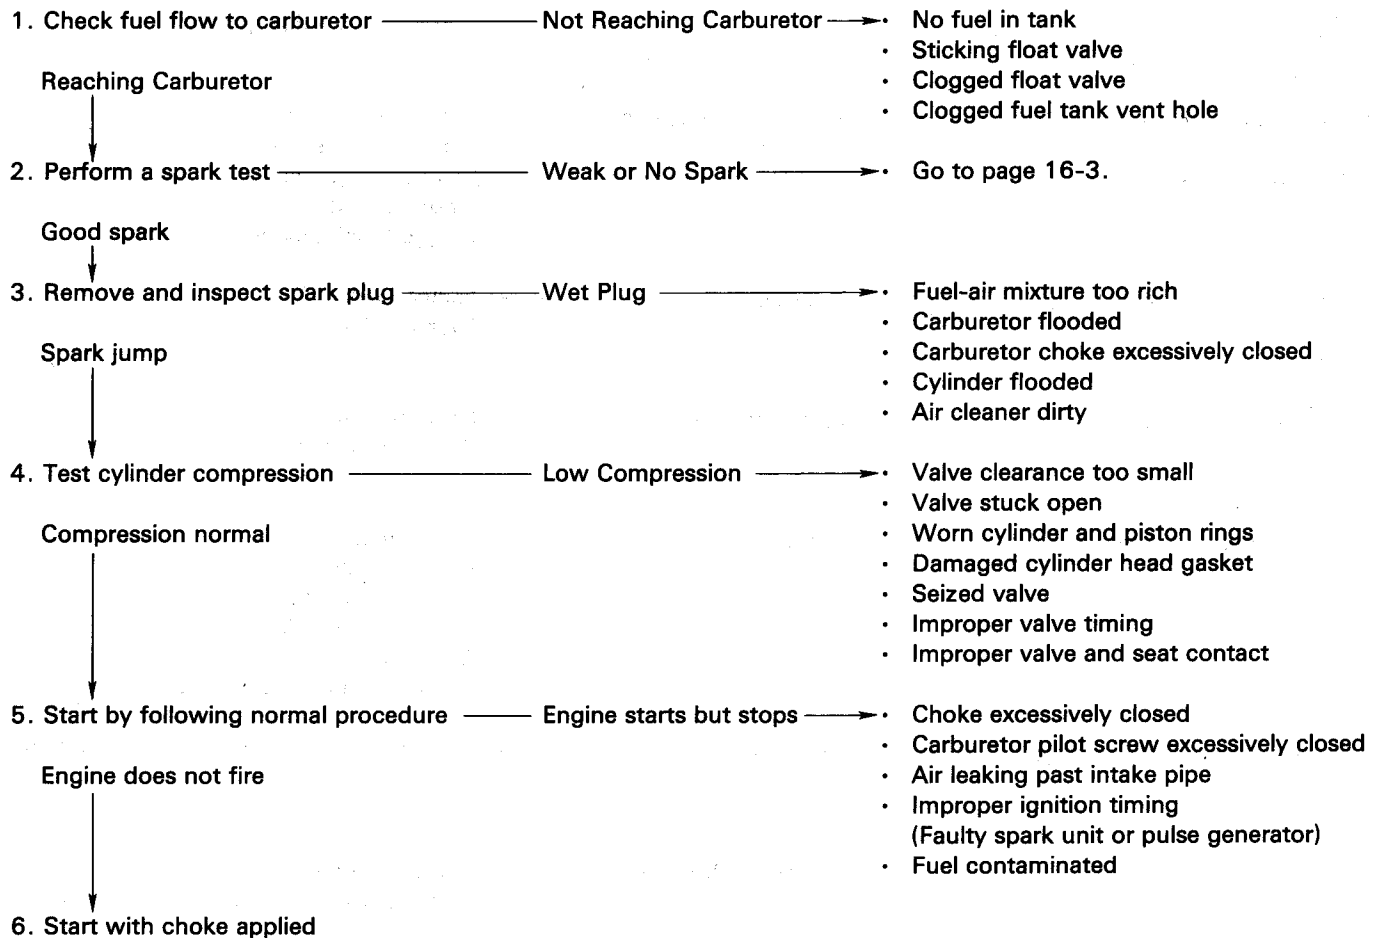 1. Check fuel flow to carburetor Not Reaching Carburetor · No fuel in tank
· Sticking float valve
Reaching Carburetor · Clogged float valve
· Clogged fuel tank vent hole
2. Perform a spark test Weak or No Spark · Go to page 16-3.
Good spark
3. Remove and inspect spark plug Wet Plug · Fuel-air mixture too rich
· Carburetor flooded
Spark jump · Carburetor choke excessively closed
· Cylinder flooded
· Air cleaner dirty
4. Test cylinder compression Low Compression · Valve clearance too small
· Valve stuck open
Compression normal · Worn cylinder and piston rings
· Damaged cylinder head gasket
· Seized valve
· Improper valve timing
· Improper valve and seat contact
5. Start by following normal procedure Engine starts but stops · Choke excessively closed
· Carburetor pilot screw excessively closed
Engine does not fire · Air leaking past intake pipe
· Improper ignition timing
(Faulty spark unit or pulse generator)
· Fuel contaminated
6. Start with choke applied